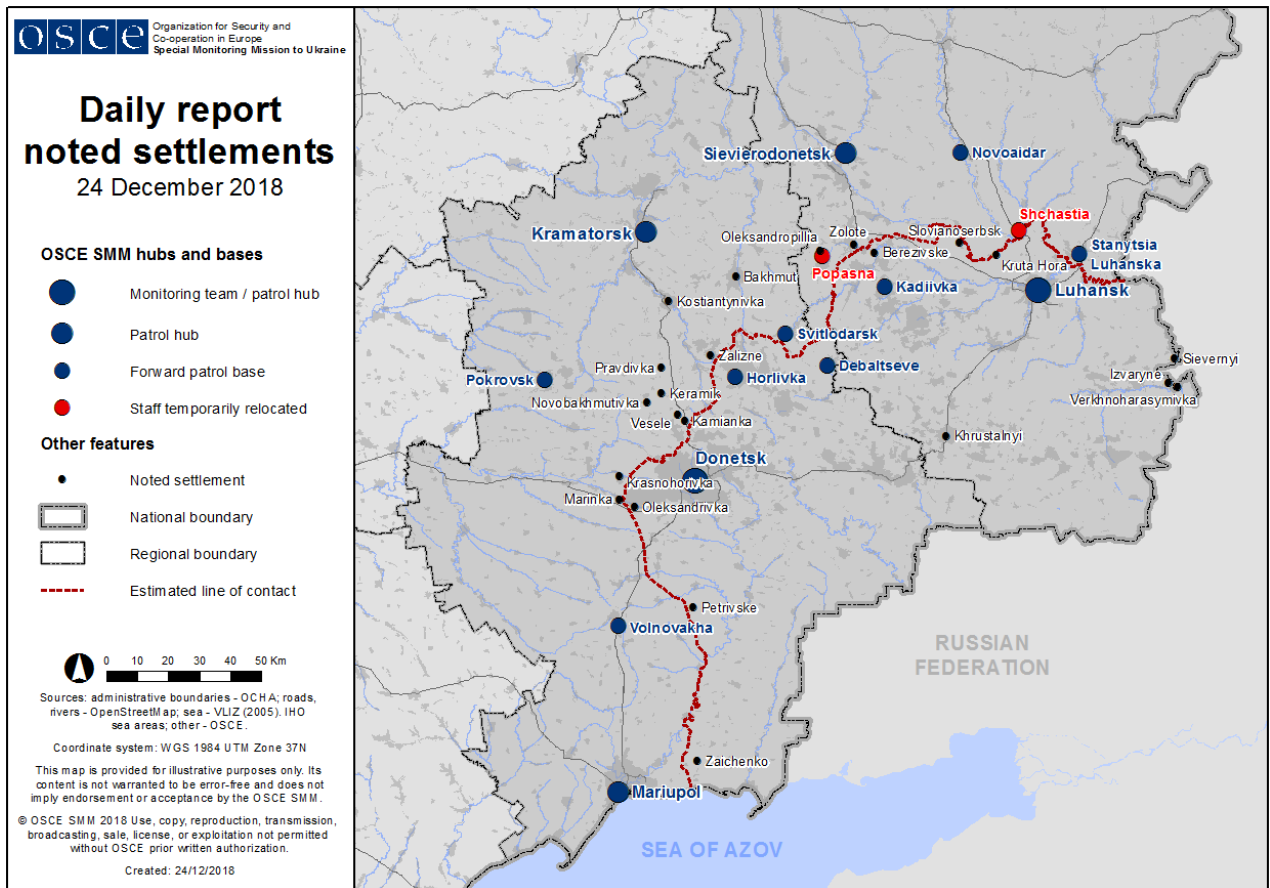 osce
Organization for Security and
Co-operation in Europe
Special Monitoring Mission to Ukraine
Daily report
noted settlements
24 December 2018
OSCE SMM hubs and bases
Monitoring team / patrol hub
Patrol hub
Forward patrol base
Staff temporarily relocated
Other features
Noted settlement
National boundary
Regional boundary
Estimated line of contact
0 10 20 30 40 50 Km
Sources: administrative boundaries - OCHA; roads,
rivers - OpenStreetMap; sea - VLIZ (2005). IHO
sea areas; other - OSCE.
Coordinate system: WGS 1984 UTM Zone 37N
This map is provided for illustrative purposes only. Its
content is not warranted to be error-free and does not
imply endorsement or acceptance by the OSCE SMM.
© OSCE SMM 2018 Use, copy, reproduction, transmission,
broadcasting, sale, license, or exploitation not permitted
without OSCE prior written authorization.
Created: 24/12/2018
Sievierodonetsk
Novoaidar
Shchastia
Kramatorsk
Oleksandropillia
Zolote
Slovianoserbsk
Stanytsia
Luhanska
Berezivske
Kruta Hora
Popasna
Bakhmut
Kadiivka
Luhansk
Kostiantynivka
Svitlodarsk
Zalizne
Sievernyi
Debaltseve
Pravdivka
Horlivka
Izvaryne
Pokrovsk
Keramik
Verkhnoharasymivka
Novobakhmutivka
Vesele
Kamianka
Khrustalnyi
Donetsk
Krasnohorivka
Marinka
Oleksandrivka
Petrivske
Volnovakha
RUSSIAN
FEDERATION
Zaichenko
Mariupol
SEA OF AZOV